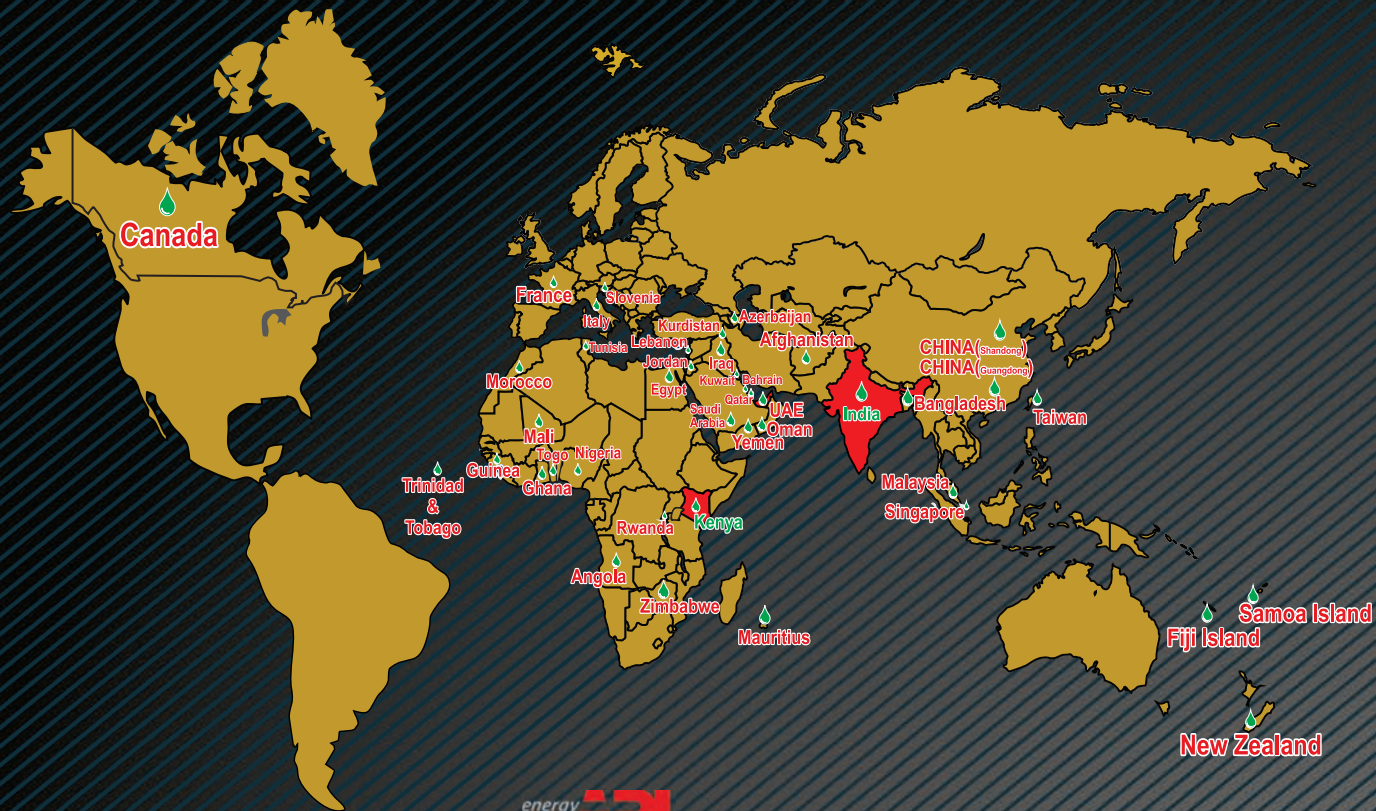 Canada
France
Slovenia
Italy
Azerbaijan
Kurdistan
Afghanistan
Tunisia
Lebanon
CHINA(Shandong)
Jordan
Iraq
CHINA(Guangdong)
Morocco
Egypt
Kuwait
Bahrain
Qatar
Bangladesh
Saudi
Arabia
UAE
India
Taiwan
Oman
Mali
Yemen
Togo
Nigeria
Guinea
Ghana
Trinidad
&
Tobago
Malaysia
Singapore
Rwanda
Kenya
Angola
Zimbabwe
Mauritius
Samoa Island
Fiji Island
New Zealand
energy